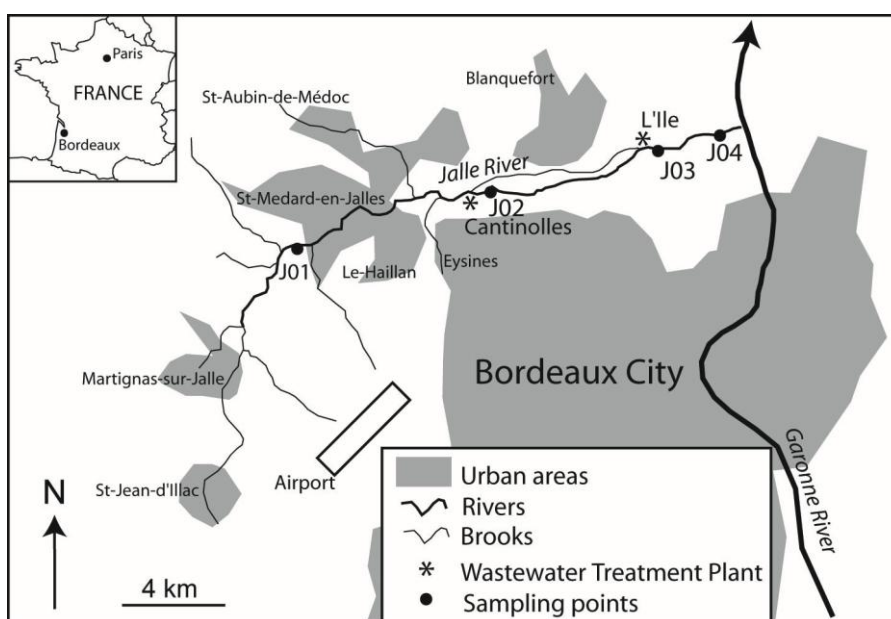 Paris
FRANCE
Bordeaux
Blanquefort
St-Aubin-de-Médoc
L'Ile
J04
Jalle River
J03
St-Medard-en-Jalles
J02
Cantinolles
J01
Le-Haillan
Eysines
Bordeaux City
Martignas-sur-Jalle
Garonne River
N
St-Jean-d'Illac
Airport
Urban areas
Rivers
Brooks
* Wastewater Treatment Plant
Sampling points
4 km